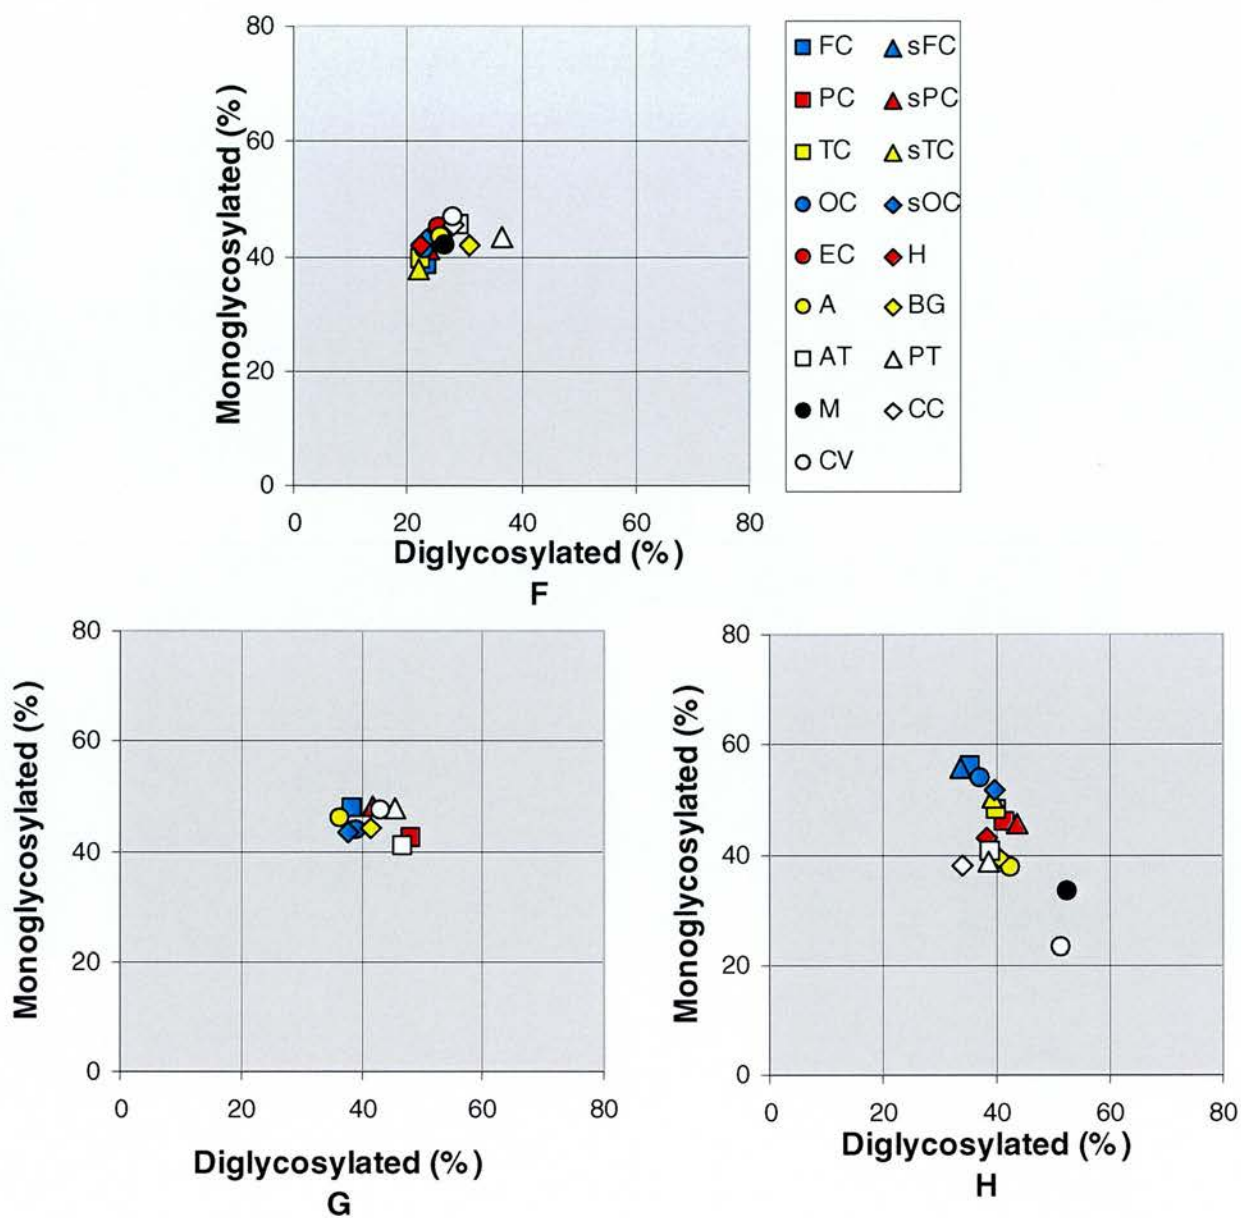 80
60
40
20
0
Monoglycosylated (%)
0 20 40 60 80
Diglycosylated (%)
F
FC sFC
PC sPC
TC sTC
OC sOC
EC H
A BG
AT PT
M CC
CV
80
60
40
20
0
Monoglycosylated (%)
0 20 40 60 80
Diglycosylated (%)
G
80
60
40
20
0
Monoglycosylated (%)
0 20 40 60 80
Diglycosylated (%)
H